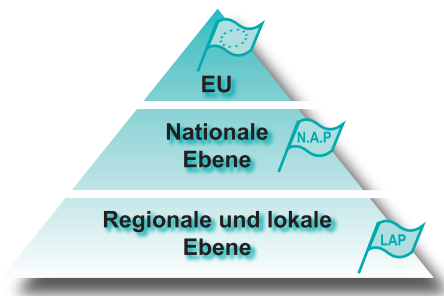 EU
Nationale
Ebene
N.A.P
Regionale und lokale
Ebene
LAP